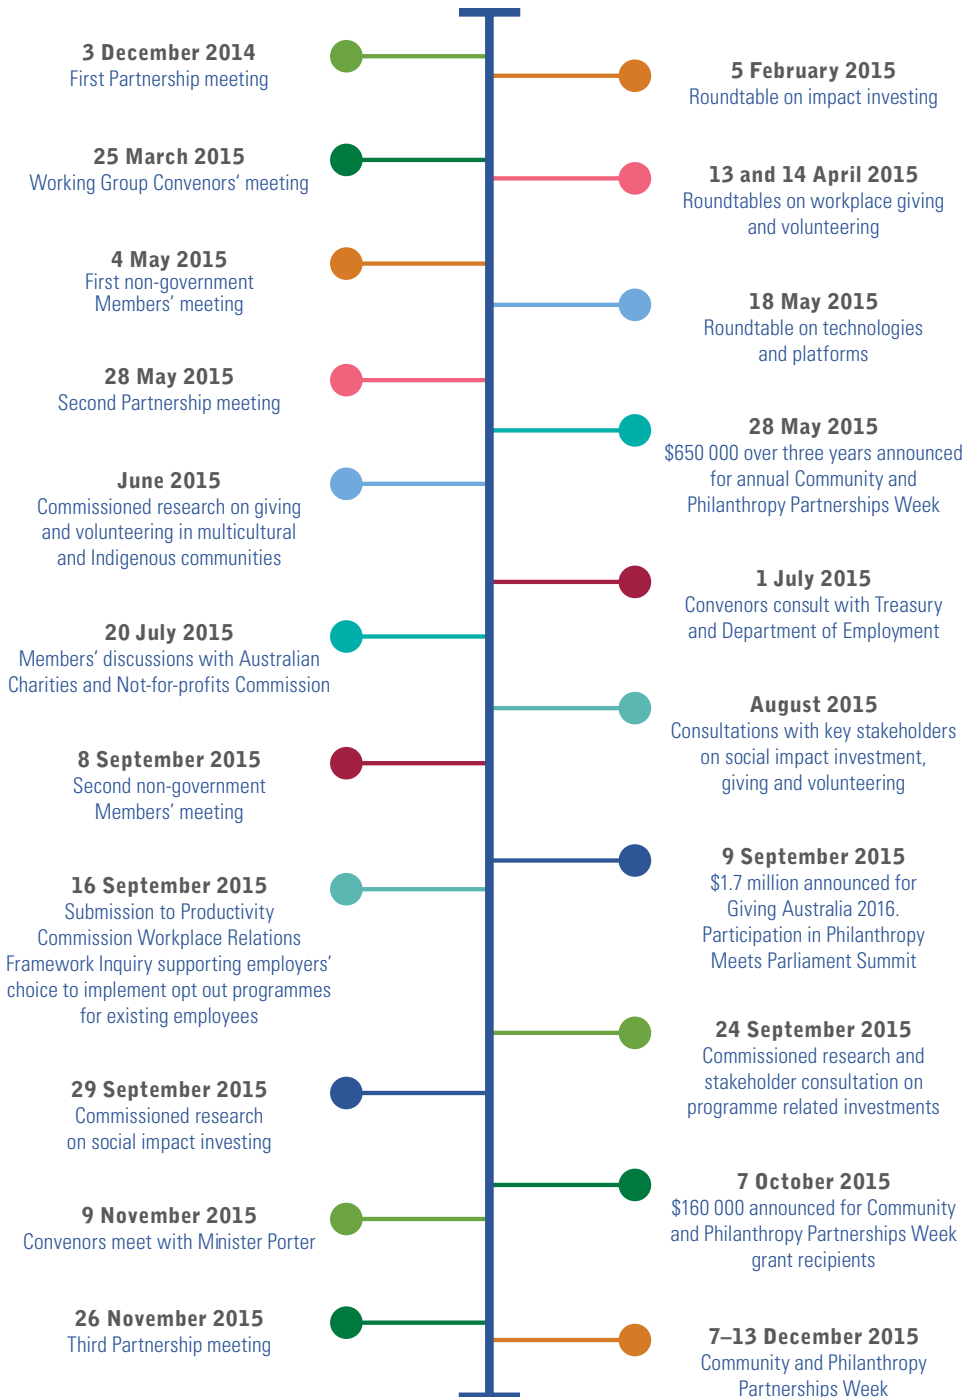 3 December 2014
First Partnership meeting
5 February 2015
Roundtable on impact investing
25 March 2015
Working Group Convenors’ meeting
13 and 14 April 2015
Roundtables on workplace giving
and volunteering
4 May 2015
First non-government
Members’ meeting
18 May 2015
Roundtable on technologies
and platforms
28 May 2015
Second Partnership meeting
28 May 2015
$650 000 over three years announced
for annual Community and
Philanthropy Partnerships Week
June 2015
Commissioned research on giving
and volunteering in multicultural
and Indigenous communities
1 July 2015
Convenors consult with Treasury
and Department of Employment
20 July 2015
Members’ discussions with Australian
Charities and Not-for-profits Commission
August 2015
Consultations with key stakeholders
on social impact investment,
giving and volunteering
8 September 2015
Second non-government
Members’ meeting
9 September 2015
$1.7 million announced for
Giving Australia 2016.
Participation in Philanthropy
Meets Parliament Summit
16 September 2015
Submission to Productivity
Commission Workplace Relations
Framework Inquiry supporting employers’
choice to implement opt out programmes
for existing employees
24 September 2015
Commissioned research and
stakeholder consultation on
programme related investments
29 September 2015
Commissioned research
on social impact investing
7 October 2015
$160 000 announced for Community
and Philanthropy Partnerships Week
grant recipients
9 November 2015
Convenors meet with Minister Porter
26 November 2015
Third Partnership meeting
7–13 December 2015
Community and Philanthropy
Partnerships Week